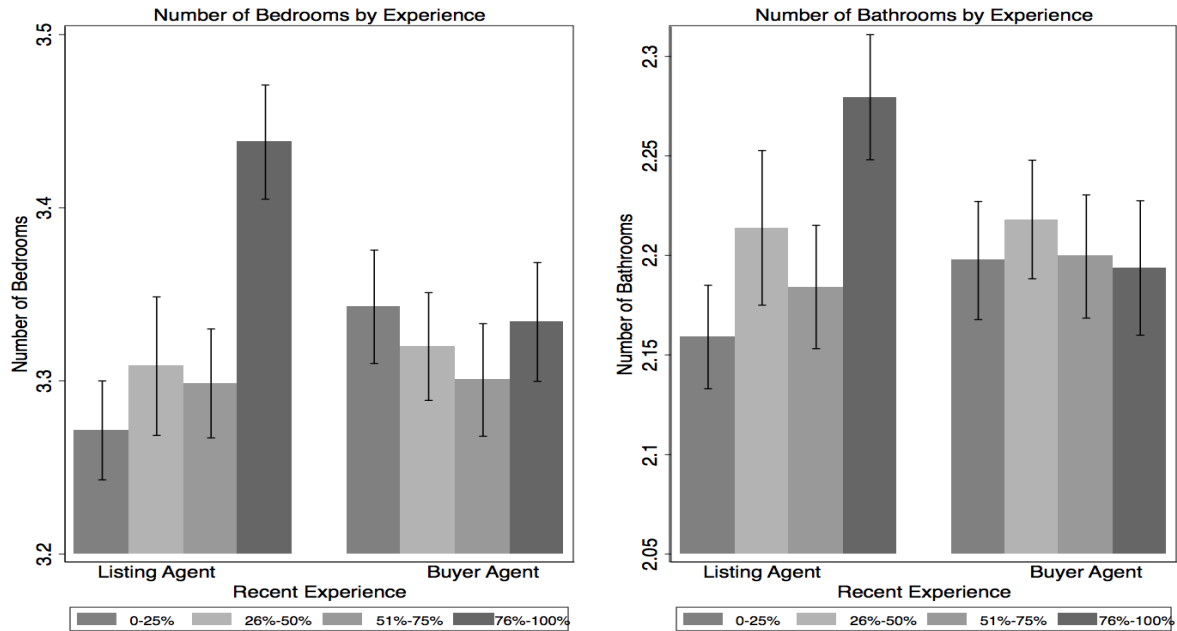 Number of Bedrooms by Experience
3.5
3.4
3.3
3.2
Number of Bedrooms
Listing Agent
Buyer Agent
Recent Experience
0-25%
26%-50%
51%-75%
76%-100%
Number of Bathrooms by Experience
2.3
2.25
2.2
2.15
2.1
2.05
Number of Bathrooms
Listing Agent
Buyer Agent
Recent Experience
0-25%
26%-50%
51%-75%
76%-100%